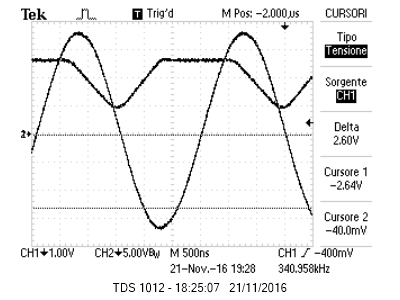 Tek T Trig'd M Pos: -2.000µs CURSORI
Tipo
Tensione
Sorgente
CH1
Delta
2.60V
Cursore 1
-2.64V
Cursore 2
-40.0mV
2
CH1 1.00V CH2 5.00VBW M 500ns CH1 -400mV
21-Nov.-16 19:28 340.958kHz
TDS 1012 - 18:25:07 21/11/2016